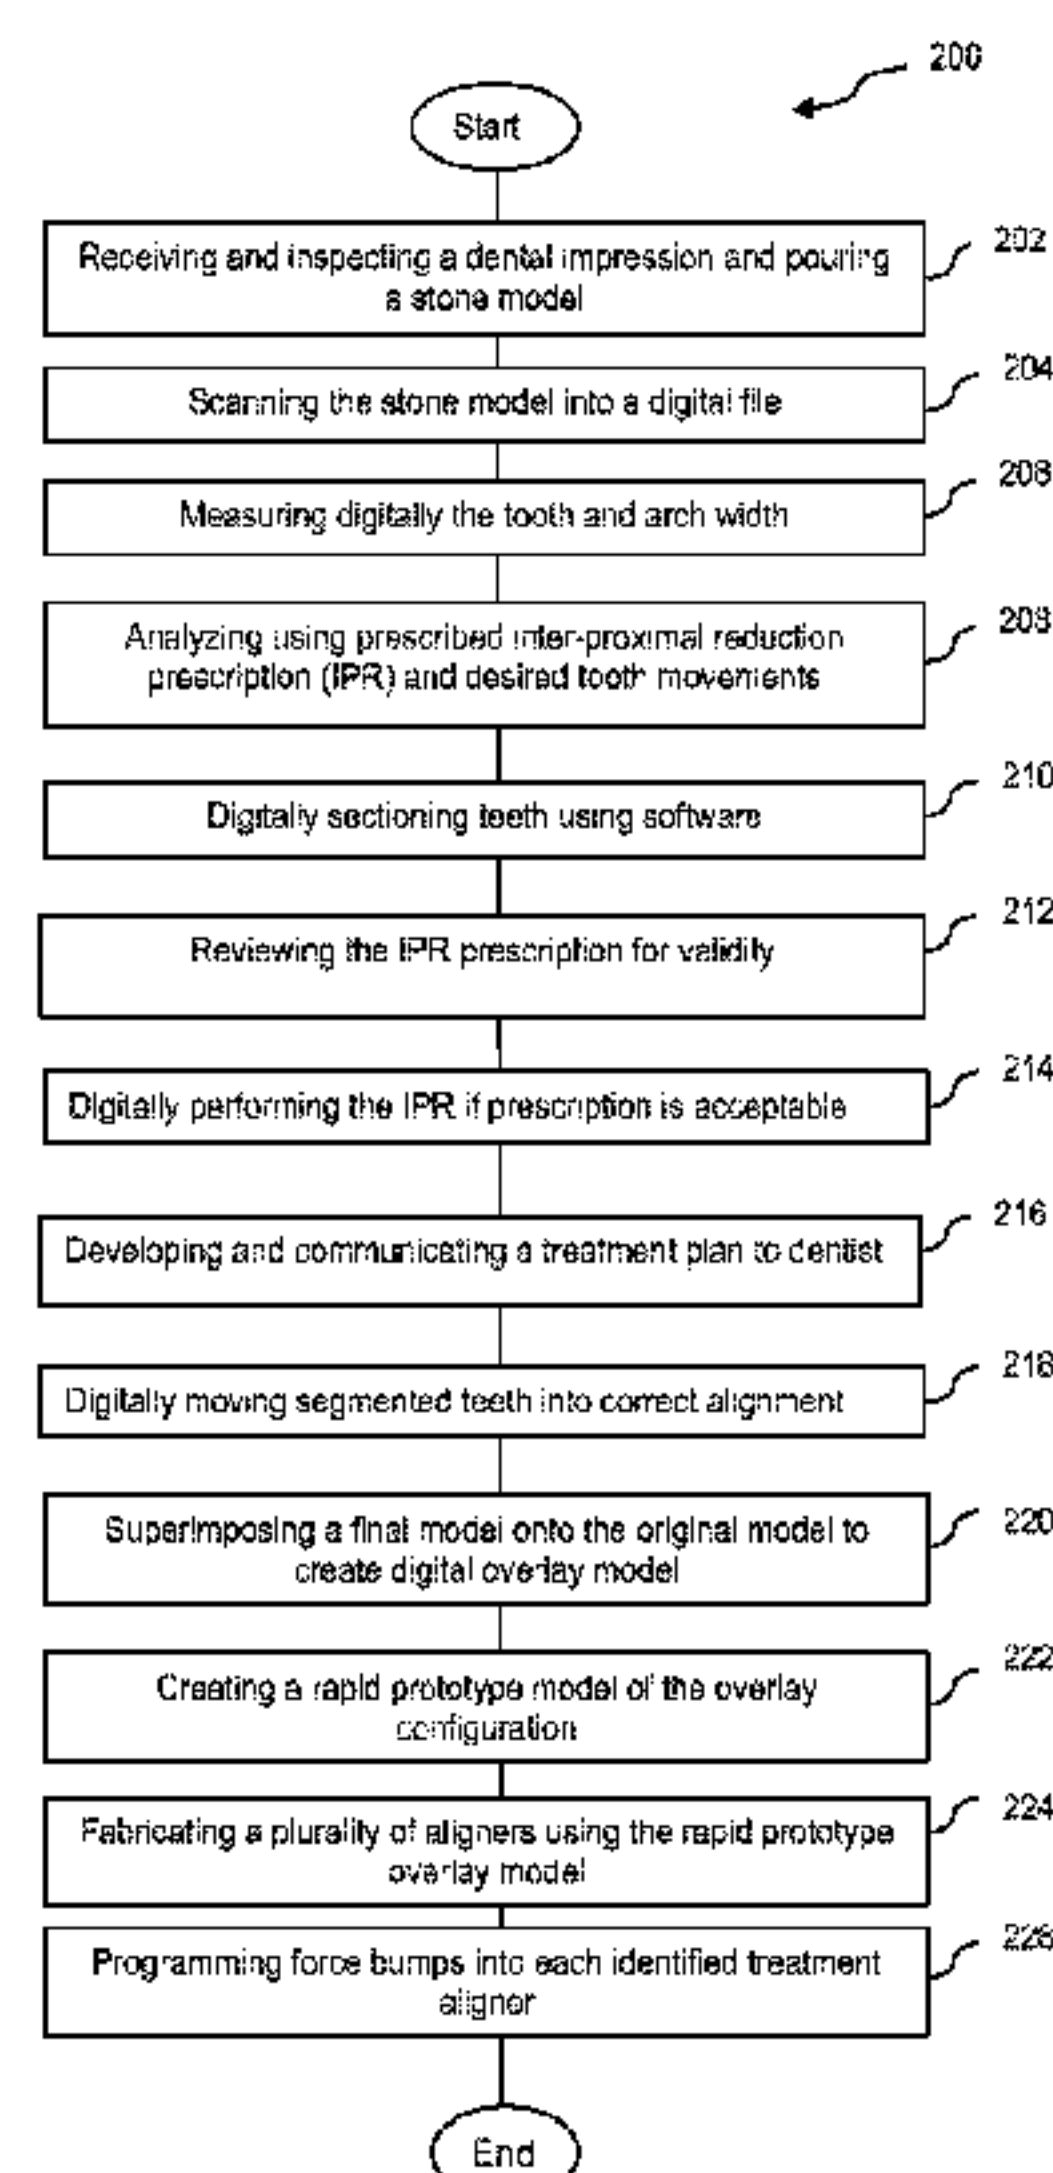 200
Start
202
Receiving and inspecting a dental impression and pouring
a stone model
204
Scanning the stone model into a digital file
206
Measuring digitally the tooth and arch width
208
Analyzing using prescribed inter-proximal reduction
prescription (IPR) and desired tooth movements
210
Digitally sectioning teeth using software
212
Reviewing the IPR prescription for validity
214
Digitally performing the IPR if prescription is acceptable
216
Developing and communicating a treatment plan to dentist
218
Digitally moving segmented teeth into correct alignment
220
Superimposing a final model onto the original model to
create digital overlay model
222
Creating a rapid prototype model of the overlay
configuration
224
Fabricating a plurality of aligners using the rapid prototype
overlay model
226
Programming force bumps into each identified treatment
aligner
End